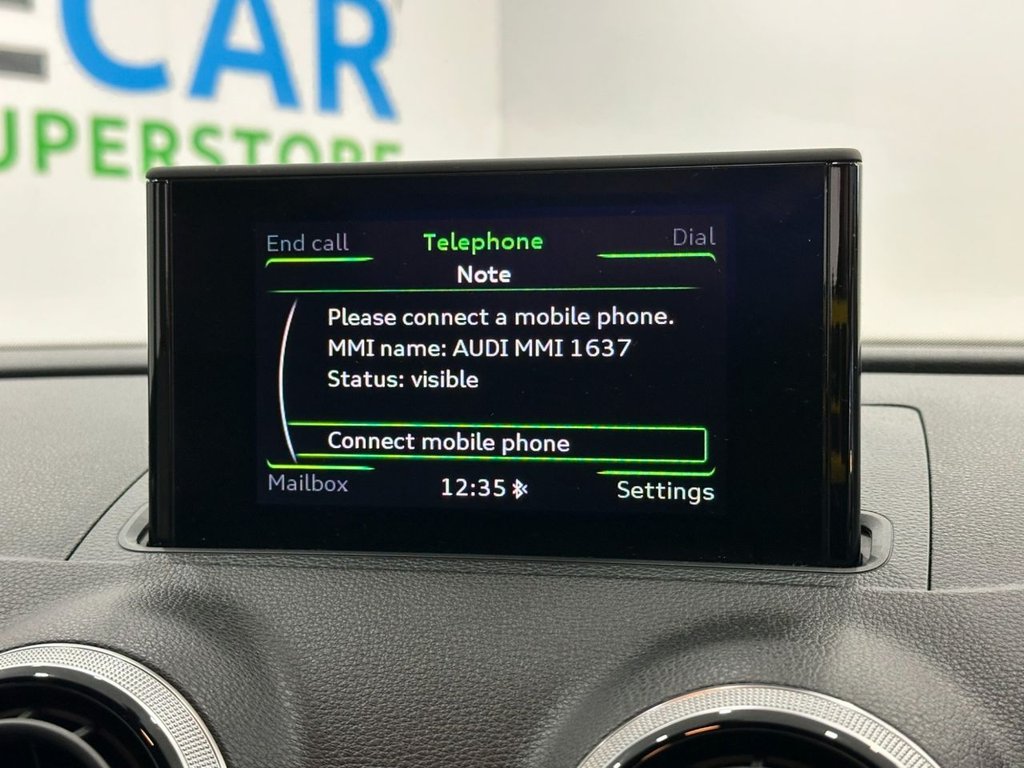 ECAR
UPERSTORE
End call Telephone Dial
Note
Please connect a mobile phone.
MMI name: AUDI MMI 1637
Status: visible
Connect mobile phone
Mailbox 12:35 Settings